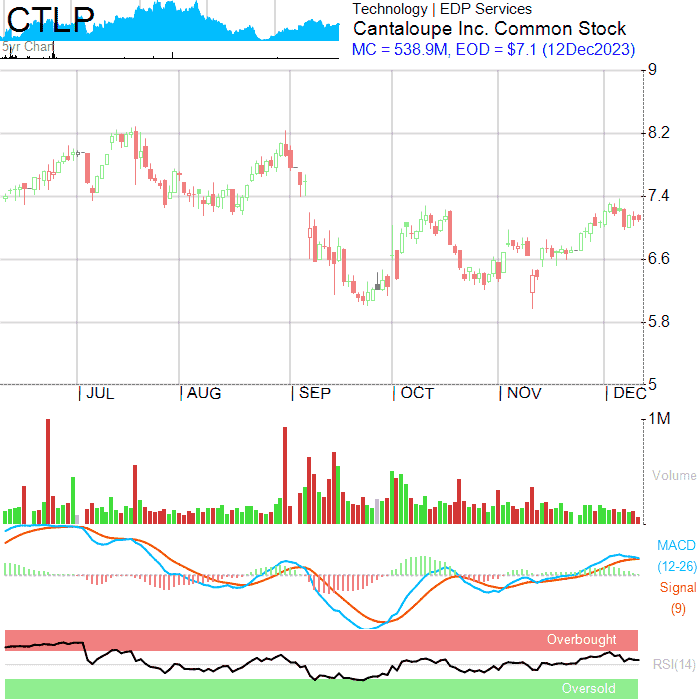 CTLP
5yr Chart
Technology | EDP Services
Cantaloupe Inc. Common Stock
MC = 538.9M, EOD = $7.1 (12Dec2023)
9
8.2
7.4
6.6
5.8
5
JUL
AUG
SEP
OCT
NOV
DEC
1M
Volume
MACD
(12-26)
Signal
(9)
Overbought
RSI(14)
Oversold